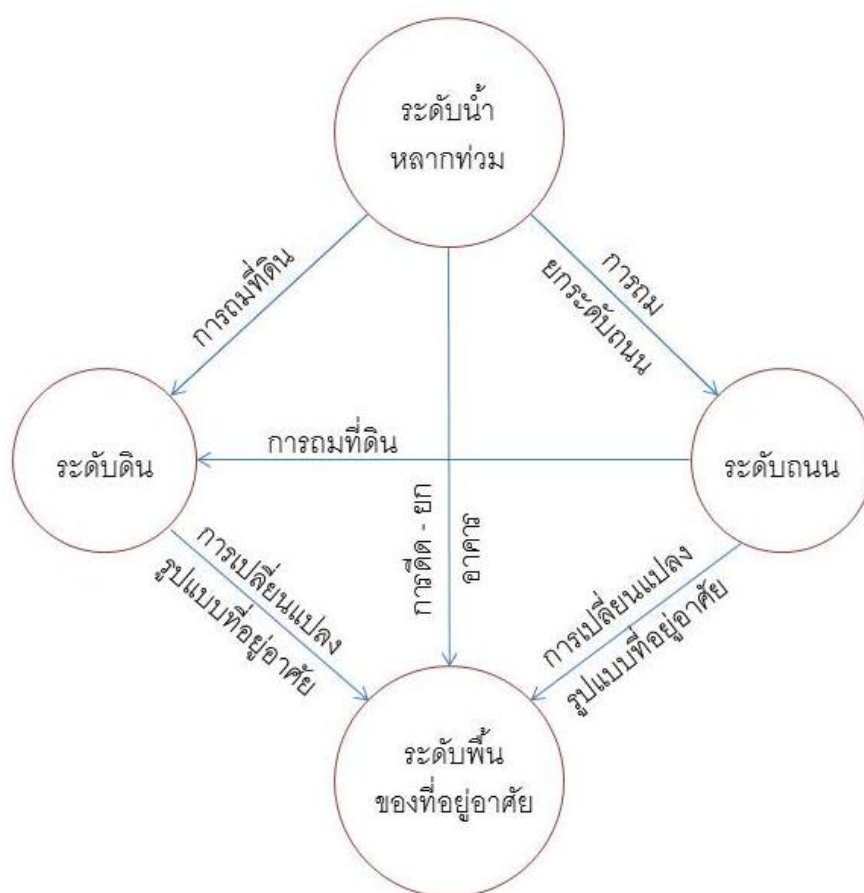 ระดับน้ำ
หลากท่วม
การถมที่ดิน
การถม
ยกระดับถนน
ระดับดิน
การถมที่ดิน
ระดับถนน
การดีด - ยก
อาคาร
การเปลี่ยนแปลง
รูปแบบที่อยู่อาศัย
การเปลี่ยนแปลง
รูปแบบที่อยู่อาศัย
ระดับพื้น
ของที่อยู่อาศัย